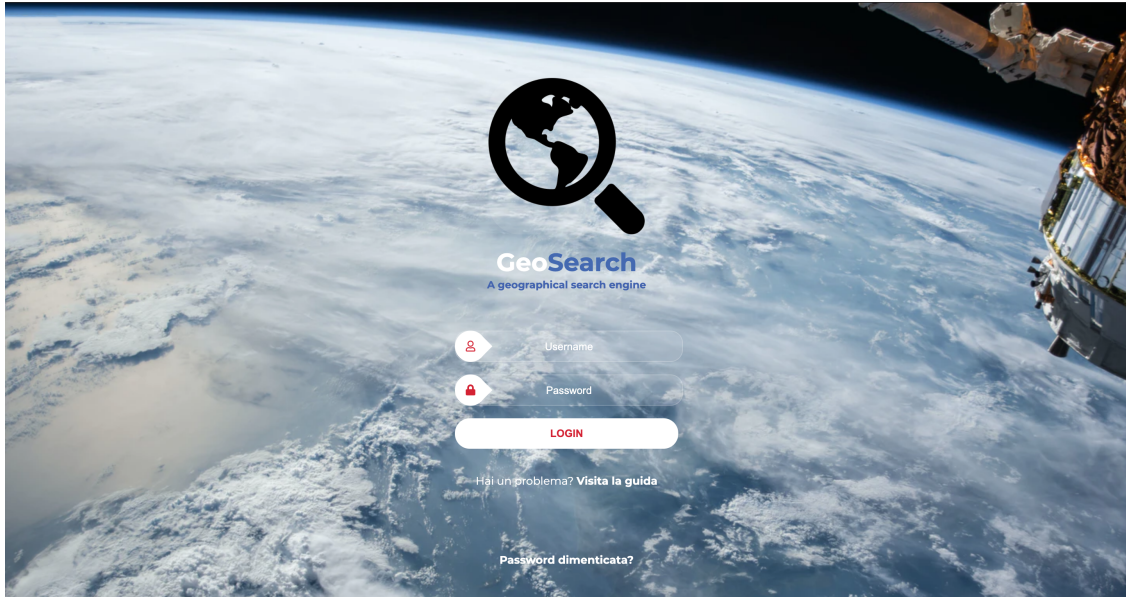 GeoSearch
A geographical search engine
Username
Password
LOGIN
Hai un problema? Visita la guida
Password dimenticata?